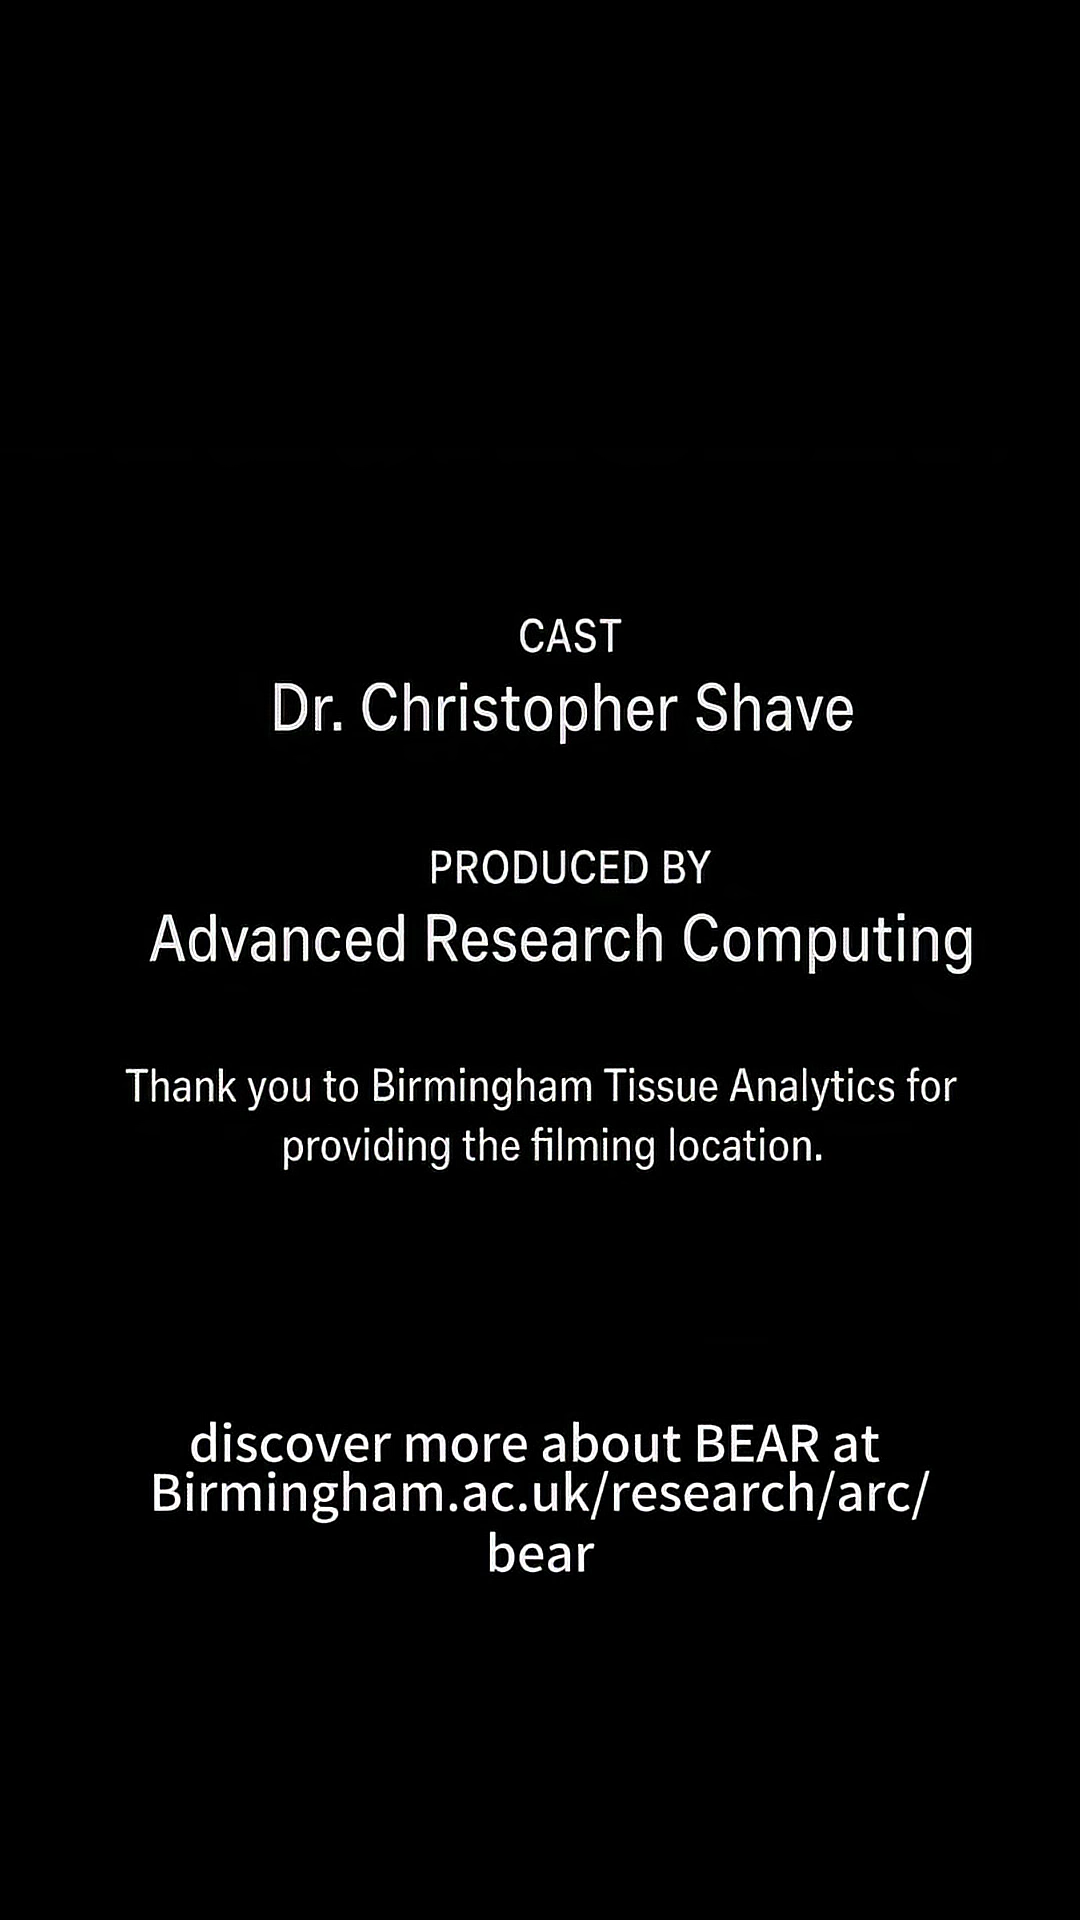 CAST
Dr. Christopher Shave
PRODUCED BY
Advanced Research Computing
Thank you to Birmingham Tissue Analytics for
providing the filming location.
discover more about BEAR at
Birmingham.ac.uk/research/arc/
bear